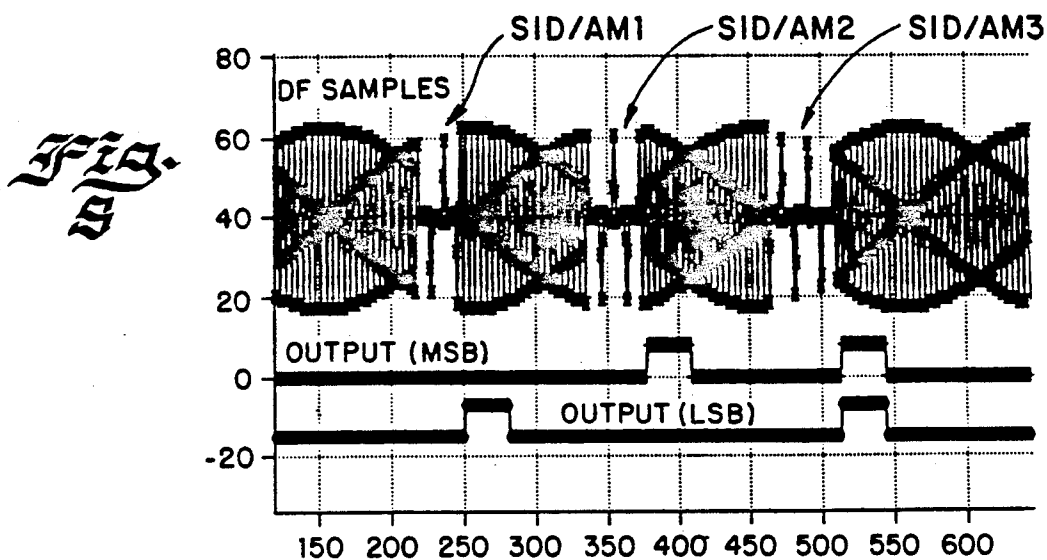 SID/AM1 SID/AM2 SID/AM3
80
DF SAMPLES
60
Fig. 8
40
20
OUTPUT (MSB)
0
OUTPUT (LSB)
-20
150 200 250 300 350 400 450 500 550 600